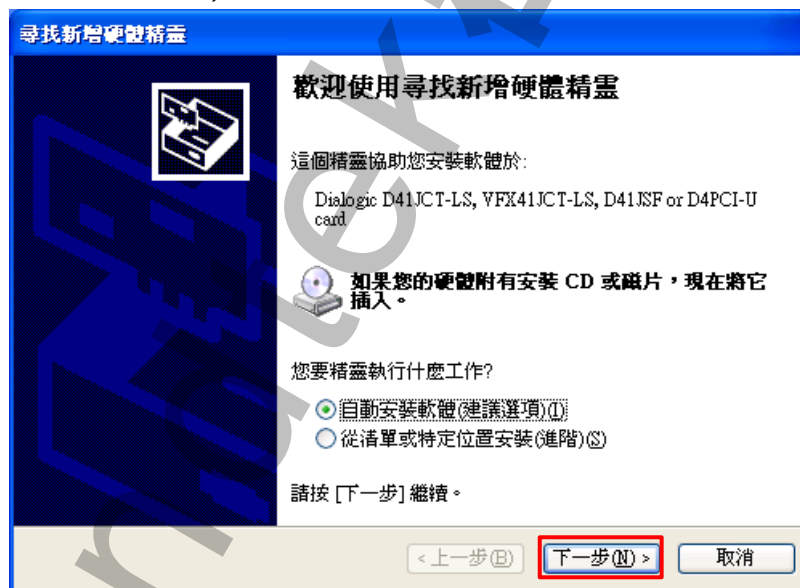 尋找新增硬體精靈
歡迎使用尋找新增硬體精靈
這個精靈協助您安裝軟體於:
Dialogic D41JCT-LS, VFX41JCT-LS, D41JSF or D4PCI-U
card
如果您的硬體附有安裝 CD 或磁片，現在將它
插入。
您要精靈執行什麼工作?
自動安裝軟體(建議選項)(I)
從清單或特定位置安裝(進階)(S)
請按 [下一步] 繼續。
< 上一步(B)
下一步(N) >
取消